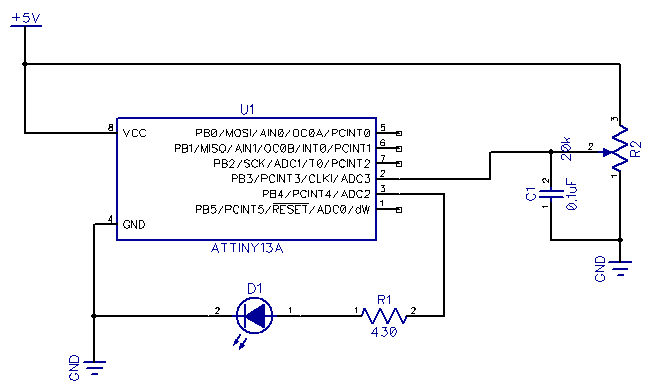 +5V
U1
8 VCC
PB0/MOSI/AIN0/OC0A/PCINT0 5
PB1/MISO/AIN1/OC0B/INT0/PCINT1 6
PB2/SCK/ADC1/T0/PCINT2 7
PB3/PCINT3/CLKI/ADC3 2
PB4/PCINT4/ADC2 3
PB5/PCINT5/RESET/ADC0/dW 1
4 GND
ATTINY13A
3
20k
2
R2
1
2
C1
0.1uF
1
GND
D1
2
1
R1
1
2
430
GND